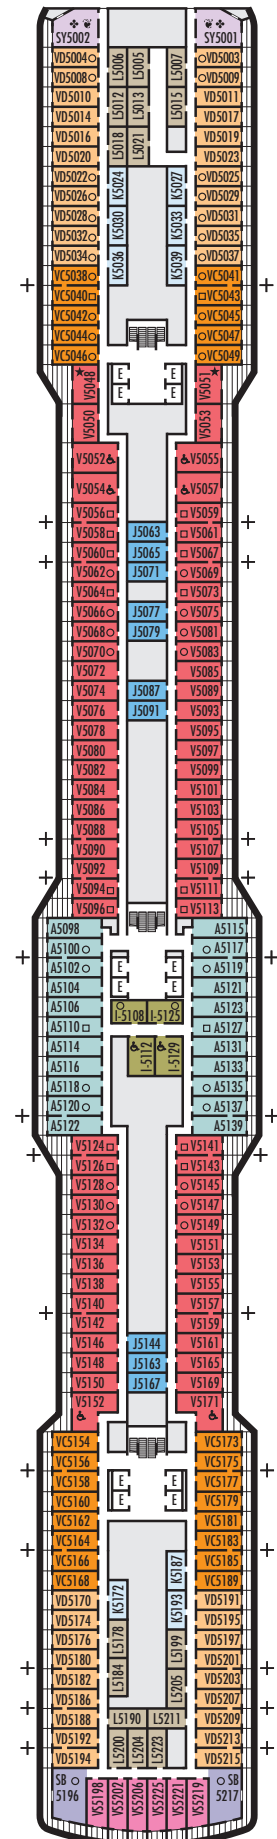 SY5002 SY5001
VD5004 L5006 L5005 L5007 VD5003
VD5008 VD5009
VD5010 L5012 L5013 L5015 VD5011
VD5014 VD5017
VD5016 L5018 L5021 VD5019
VD5020 VD5023
VD5022 K5024 K5027 VD5025
VD5026 VD5029
VD5028 K5030 K5033 VD5031
VD5032 VD5035
VD5034 K5036 K5039 VD5037
VC5038 VC5041
VC5040 VC5043
VC5042 VC5045
VC5044 VC5047
VC5046 VC5049
V5048 E E V5051
V5050 E E V5053
V5052 V5055
V5054 V5057
V5056 V5059
V5058 J5063 V5061
V5060 J5065 V5067
V5062 J5071 V5069
V5064 V5073
V5066 J5077 V5075
V5068 J5079 V5081
V5070 V5083
V5072 V5085
V5074 J5087 V5089
V5076 J5091 V5093
V5078 V5095
V5080 V5097
V5082 V5099
V5084 V5101
V5086 V5103
V5088 V5105
V5090 V5107
V5092 V5109
V5094 V5111
V5096 V5113
A5098 A5115
A5100 A5117
A5102 E E A5119
A5104 E E A5121
A5106 I-5108 I-5125 A5123
A5110 A5127
A5114 I-5112 I-5129 A5131
A5116 A5133
A5118 A5135
A5120 A5137
A5122 A5139
V5124 V5141
V5126 V5143
V5128 V5145
V5130 V5147
V5132 V5149
V5134 V5151
V5136 V5153
V5138 V5155
V5140 V5157
V5142 V5159
V5146 J5144 V5161
V5148 J5163 V5165
V5150 J5167 V5169
V5152 V5171
VC5154 VC5173
VC5156 VC5175
VC5158 E E VC5177
VC5160 E E VC5179
VC5162 VC5181
VC5164 VC5183
VC5166 K5187 VC5185
VC5168 VC5189
VD5170 K5172 K5193 VD5191
VD5174 VD5195
VD5176 L5178 L5199 VD5197
VD5180 VD5201
VD5182 L5184 L5205 VD5203
VD5186 VD5207
VD5188 L5190 L5211 VD5209
VD5192 L5200 L5204 L5223 VD5213
VD5194 VD5215
SB 5196 VS5198 VS5202 VS5206 VS5225 VS5221 VS5219 SB 5217